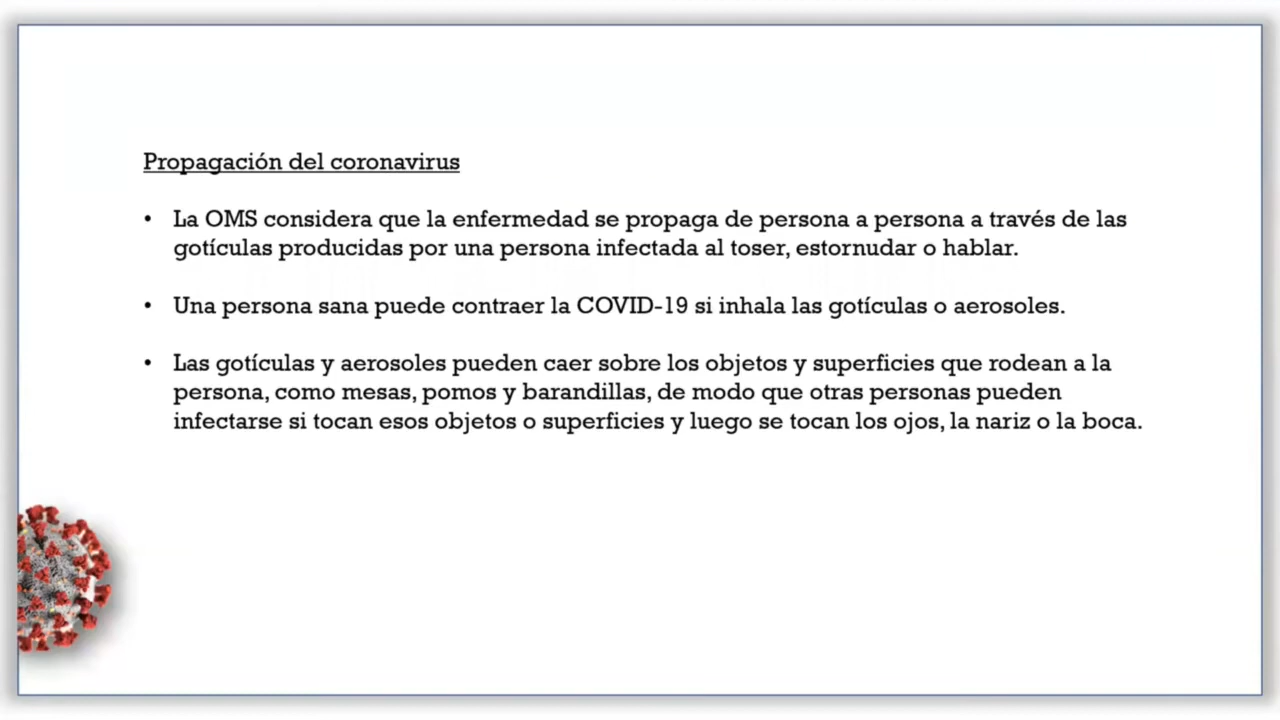 Propagación del coronavirus
• La OMS considera que la enfermedad se propaga de persona a persona a través de las
gotículas producidas por una persona infectada al toser, estornudar o hablar.
• Una persona sana puede contraer la COVID-19 si inhala las gotículas o aerosoles.
• Las gotículas y aerosoles pueden caer sobre los objetos y superficies que rodean a la
persona, como mesas, pomos y barandillas, de modo que otras personas pueden
infectarse si tocan esos objetos o superficies y luego se tocan los ojos, la nariz o la boca.